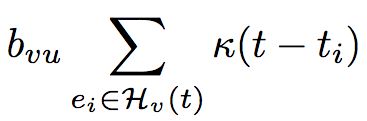 b_{vu} \sum_{e_i \in \mathcal{H}_v(t)} \kappa(t - t_i)